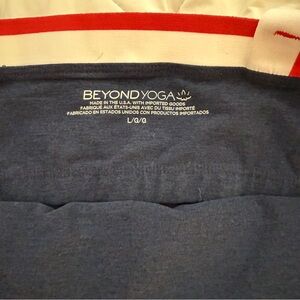 BEYOND YOGA
MADE IN THE U.S.A. WITH IMPORTED GOODS
FABRIQUE AUX ÉTATS-UNIS AVEC DU TISSU IMPORTÉ
FABRICADO EN ESTADOS UNIDOS CON PRODUCTOS IMPORTADOS
L/G/G